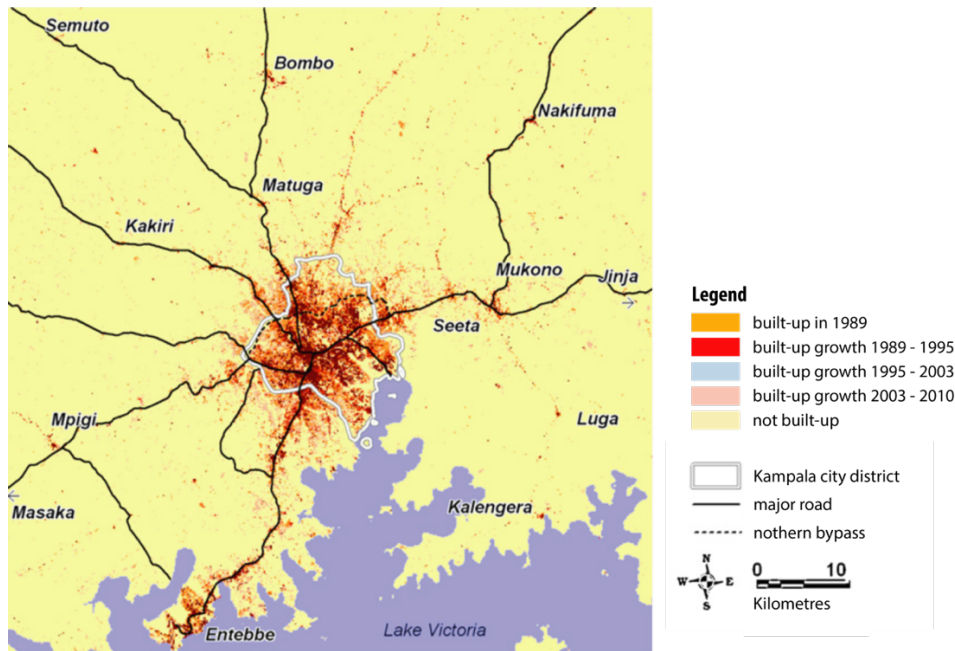 Semuto
Bombo
Nakifuma
Matuga
Kakiri
Mukono
Jinja
Seeta
Mpigi
Luga
Masaka
Kalengera
Entebbe
Lake Victoria
Legend
built-up in 1989
built-up growth 1989 - 1995
built-up growth 1995 - 2003
built-up growth 2003 - 2010
not built-up
Kampala city district
major road
nothern bypass
N
W E
S
0 10
Kilometres